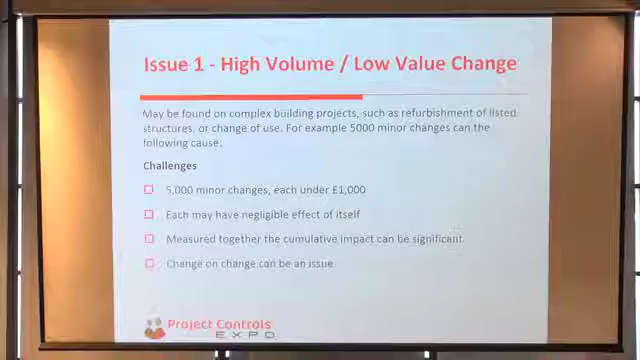 Issue 1 - High Volume / Low Value Change
May be found on complex building projects, such as refurbishment of listed
structures, or change of use. For example 5000 minor changes can the
following cause:
Challenges
5,000 minor changes, each under £1,000
Each may have negligible effect of itself
Measured together the cumulative impact can be significant.
Change on change can be an issue
Project Controls
EXPO